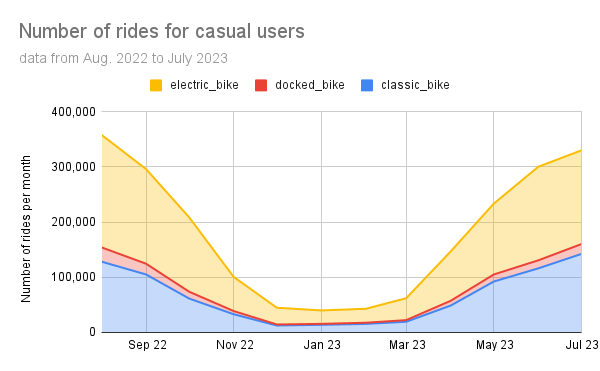 Number of rides for casual users
data from Aug. 2022 to July 2023
electric_bike docked_bike classic_bike
400,000
300,000
200,000
100,000
0
Number of rides per month
Sep 22 Nov 22 Jan 23 Mar 23 May 23 Jul 23